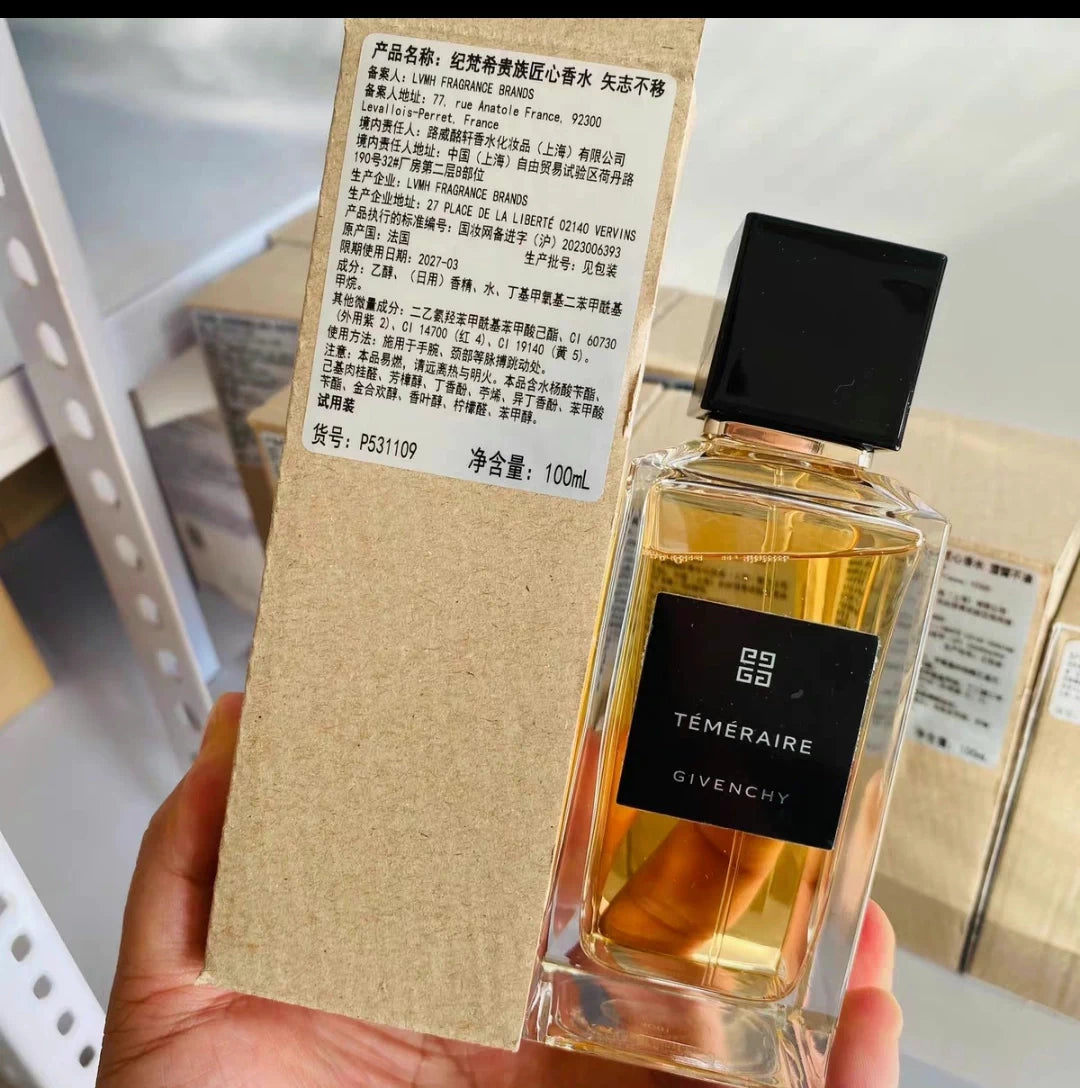 产品名称：纪梵希贵族匠心香水 矢志不移
备案人：LVMH FRAGRANCE BRANDS
备案人地址：77, rue Anatole France, 92300
Levallois-Perret, France
境内责任人：路威酩轩香水化妆品（上海）有限公司
境内责任人地址：中国（上海）自由贸易试验区荷丹路
190号32#厂房第二层B部位
生产企业：LVMH FRAGRANCE BRANDS
生产企业地址：27 PLACE DE LA LIBERTÉ 02140 VERVINS
产品执行的标准编号：国妆网备进字（沪）2023006393
原产国：法国 生产批号：见包装
限期使用日期：2027-03
成分：乙醇、（日用）香精、水、丁基甲氧基二苯甲酰基
甲烷。
其他微量成分：二乙氨羟苯甲酰基苯甲酸己酯、CI 60730
（外用紫 2）、CI 14700（红 4）、CI 19140（黄 5）。
使用方法：施用于手腕、颈部等脉搏跳动处。
注意：本品易燃，请远离热与明火。本品含水杨酸苄酯、
己基肉桂醛、芳樟醇、丁香酚、苧烯、异丁香酚、苯甲酸
苄酯、金合欢醇、香叶醇、柠檬醛、苯甲醇。
试用装
货号：P531109 净含量：100mL
TÉMÉRAIRE
GIVENCHY